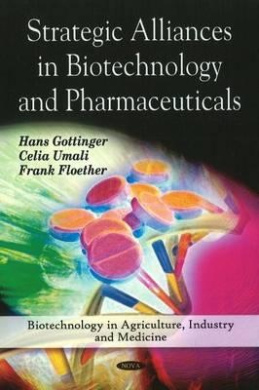 Strategic Alliances
in Biotechnology
and Pharmaceuticals
Hans Gottinger
Celia Umali
Frank Floether
Biotechnology in Agriculture, Industry
and Medicine
NOVA